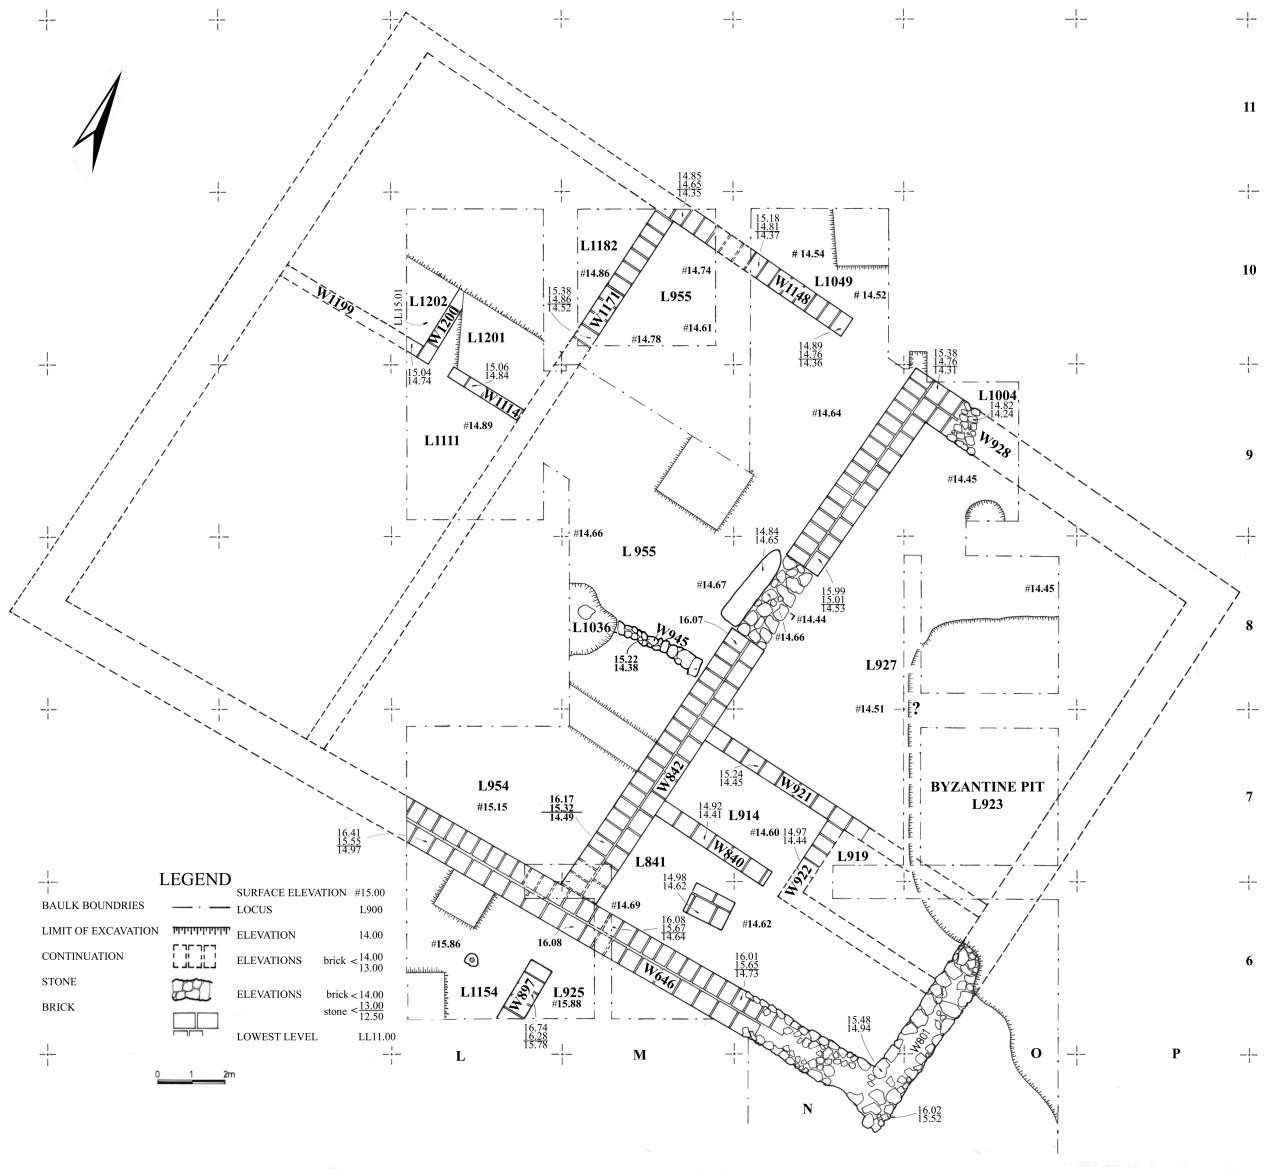 11
14.85
14.65
14.35
15.18
14.81
14.37
L1182
# 14.54
#14.86
#14.74
L1049
10
W1148
# 14.52
15.38
14.86
14.52
W1171
L955
W1199
LL15.01
L1202
W1200
L1201
#14.61
#14.78
14.89
14.76
14.36
15.38
14.76
14.31
15.04
14.74
15.06
14.84
W1114
L1004
14.82
14.24
#14.89
#14.64
L1111
W928
9
#14.45
#14.66
14.84
14.65
L 955
#14.67
15.99
15.01
14.53
#14.45
16.07
#14.44
8
L1036
W945
#14.66
15.22
14.38
L927
#14.51
?
W842
15.24
14.45
W921
L954
#15.15
16.17
15.32
14.49
14.92
14.41
L914
#14.60
14.97
14.44
BYZANTINE PIT
L923
7
16.41
15.55
14.97
W840
L919
L841
W922
14.98
14.62
#14.69
#14.62
LEGEND
SURFACE ELEVATION #15.00
BAULK BOUNDARIES
LOCUS L900
LIMIT OF EXCAVATION
ELEVATION 14.00
CONTINUATION
ELEVATIONS brick < 14.00
13.00
STONE
ELEVATIONS brick < 14.00
BRICK
stone < 13.00
12.50
LOWEST LEVEL LL11.00
0 1 2m
16.08
15.67
14.64
#15.86
16.08
16.01
15.65
14.73
W646
6
L1154
W897
L925
#15.88
16.74
16.28
15.78
15.48
14.94
W801
L
M
N
O
P
16.02
15.52